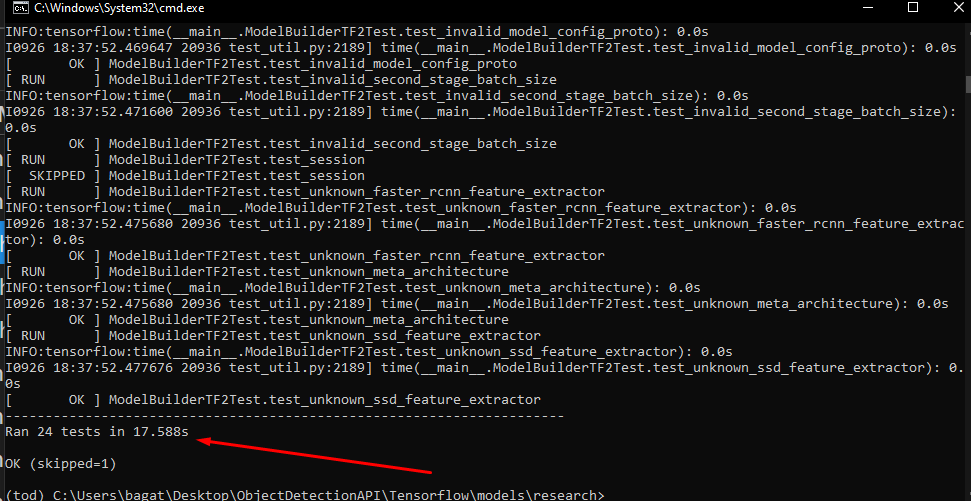 C:\Windows\System32\cmd.exe
INFO:tensorflow:time(__main__.ModelBuilderTF2Test.test_invalid_model_config_proto): 0.0s
I0926 18:37:52.469647 20936 test_util.py:2189] time(__main__.ModelBuilderTF2Test.test_invalid_model_config_proto): 0.0s
[       OK ] ModelBuilderTF2Test.test_invalid_model_config_proto
[ RUN      ] ModelBuilderTF2Test.test_invalid_second_stage_batch_size
INFO:tensorflow:time(__main__.ModelBuilderTF2Test.test_invalid_second_stage_batch_size): 0.0s
I0926 18:37:52.471600 20936 test_util.py:2189] time(__main__.ModelBuilderTF2Test.test_invalid_second_stage_batch_size):
0.0s
[       OK ] ModelBuilderTF2Test.test_invalid_second_stage_batch_size
[ RUN      ] ModelBuilderTF2Test.test_session
[  SKIPPED ] ModelBuilderTF2Test.test_session
[ RUN      ] ModelBuilderTF2Test.test_unknown_faster_rcnn_feature_extractor
INFO:tensorflow:time(__main__.ModelBuilderTF2Test.test_unknown_faster_rcnn_feature_extractor): 0.0s
I0926 18:37:52.475680 20936 test_util.py:2189] time(__main__.ModelBuilderTF2Test.test_unknown_faster_rcnn_feature_extrac
tor): 0.0s
[       OK ] ModelBuilderTF2Test.test_unknown_faster_rcnn_feature_extractor
[ RUN      ] ModelBuilderTF2Test.test_unknown_meta_architecture
INFO:tensorflow:time(__main__.ModelBuilderTF2Test.test_unknown_meta_architecture): 0.0s
I0926 18:37:52.475680 20936 test_util.py:2189] time(__main__.ModelBuilderTF2Test.test_unknown_meta_architecture): 0.0s
[       OK ] ModelBuilderTF2Test.test_unknown_meta_architecture
[ RUN      ] ModelBuilderTF2Test.test_unknown_ssd_feature_extractor
INFO:tensorflow:time(__main__.ModelBuilderTF2Test.test_unknown_ssd_feature_extractor): 0.0s
I0926 18:37:52.477676 20936 test_util.py:2189] time(__main__.ModelBuilderTF2Test.test_unknown_ssd_feature_extractor): 0.
0s
[       OK ] ModelBuilderTF2Test.test_unknown_ssd_feature_extractor
----------------------------------------------------------------------
Ran 24 tests in 17.588s
OK (skipped=1)
(tod) C:\Users\bagat\Desktop\ObjectDetectionAPI\Tensorflow\models\research>